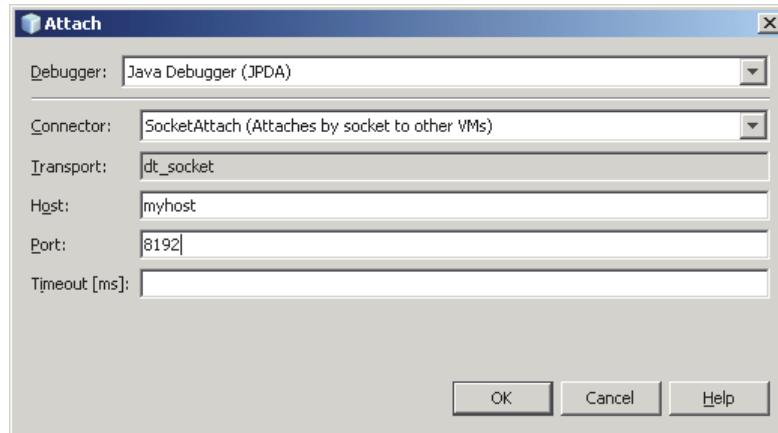 Attach
Debugger: Java Debugger (JPDA)
Connector: SocketAttach (Attaches by socket to other VMs)
Transport: dt_socket
Host: myhost
Port: 8192
Timeout [ms]:
OK Cancel Help